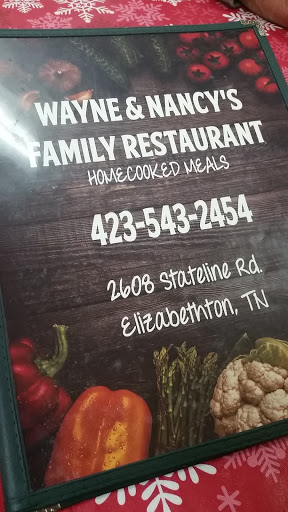 WAYNE & NANCY'S
FAMILY RESTAURANT
HOMECOOKED MEALS
423-543-2454
2608 Stateline Rd.
Elizabethton, TN